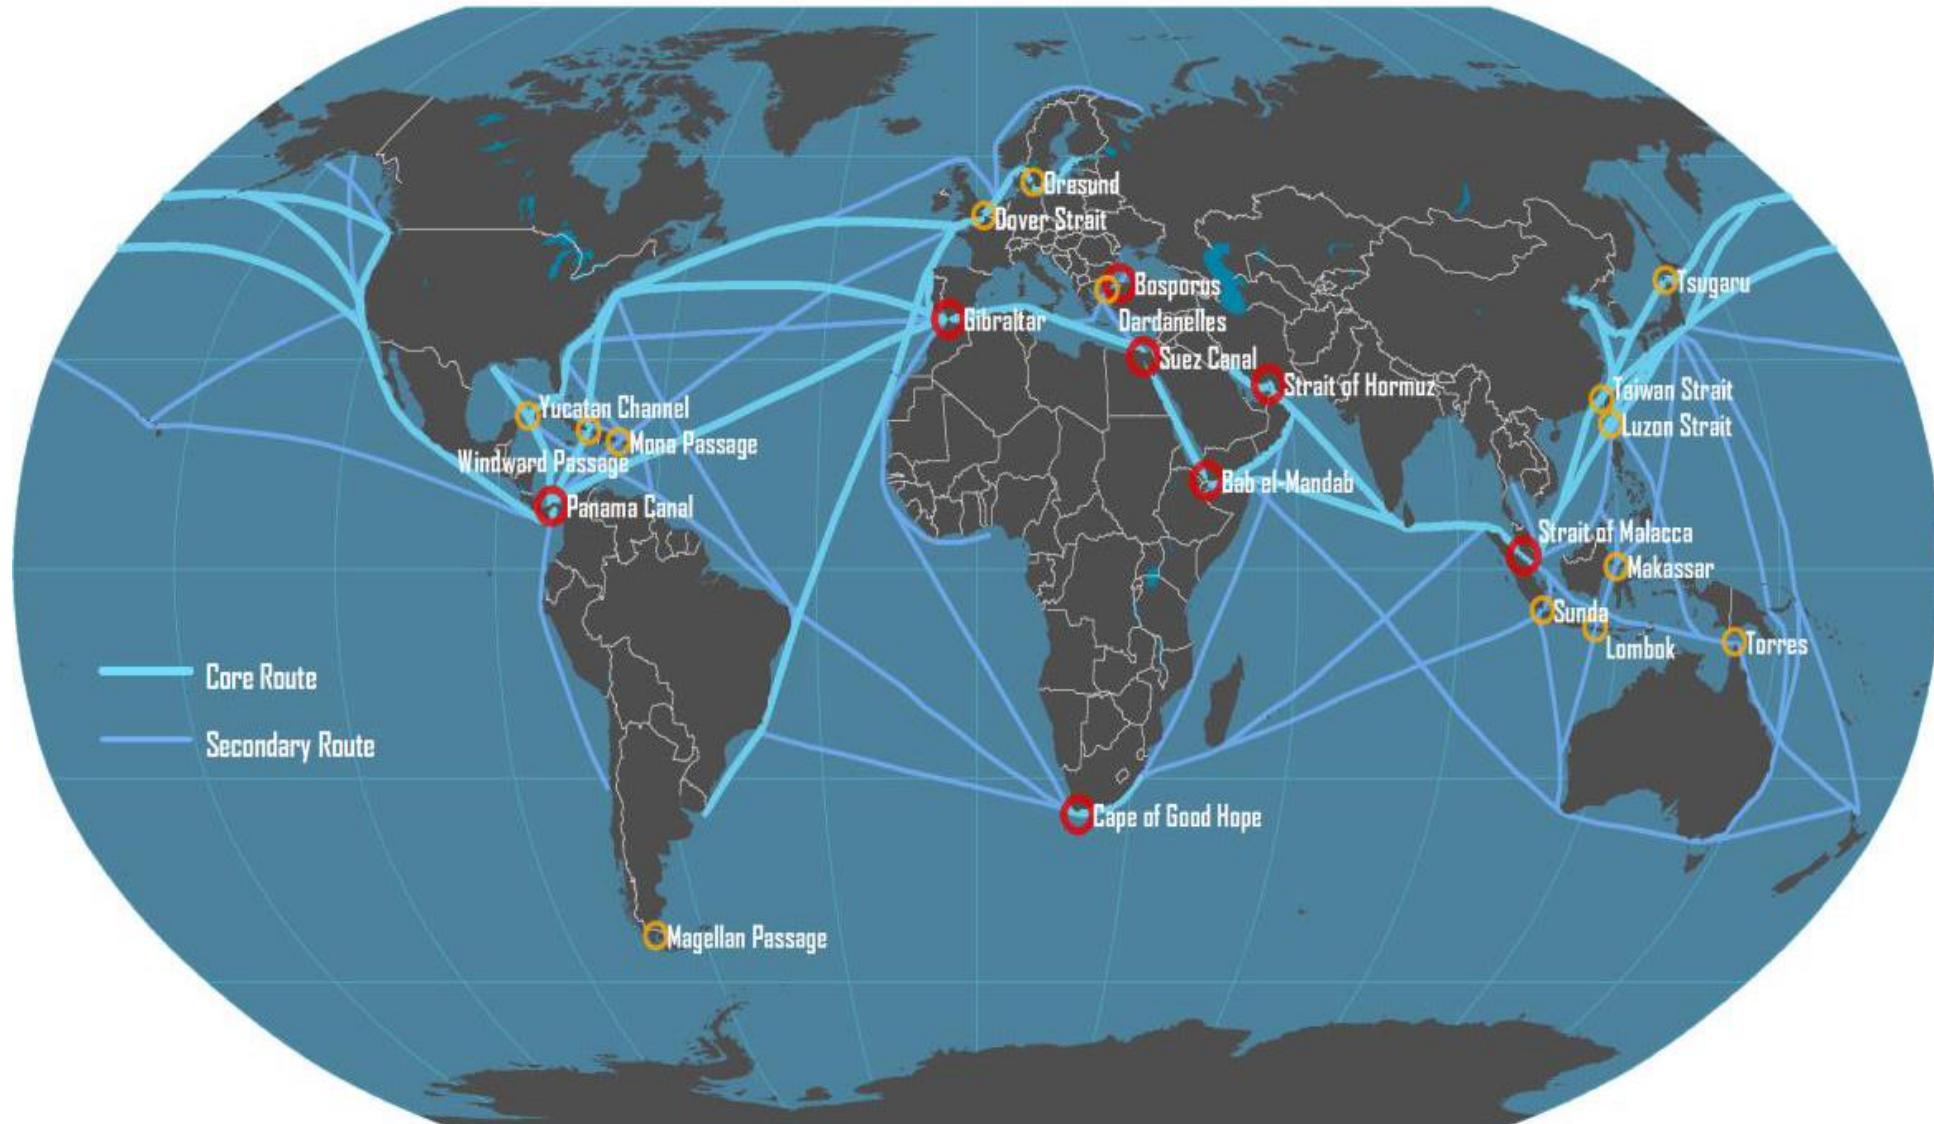 Oresund
Dover Strait
Bosporos
Tsugaru
Gibraltar
Dardanelles
Suez Canal
Strait of Hormuz
Taiwan Strait
Yucatan Channel
Luzon Strait
Mona Passage
Windward Passage
Bab el-Mandab
Panama Canal
Strait of Malacca
Makassar
Sunda
Torres
Lombok
Core Route
Secondary Route
Cape of Good Hope
Magellan Passage